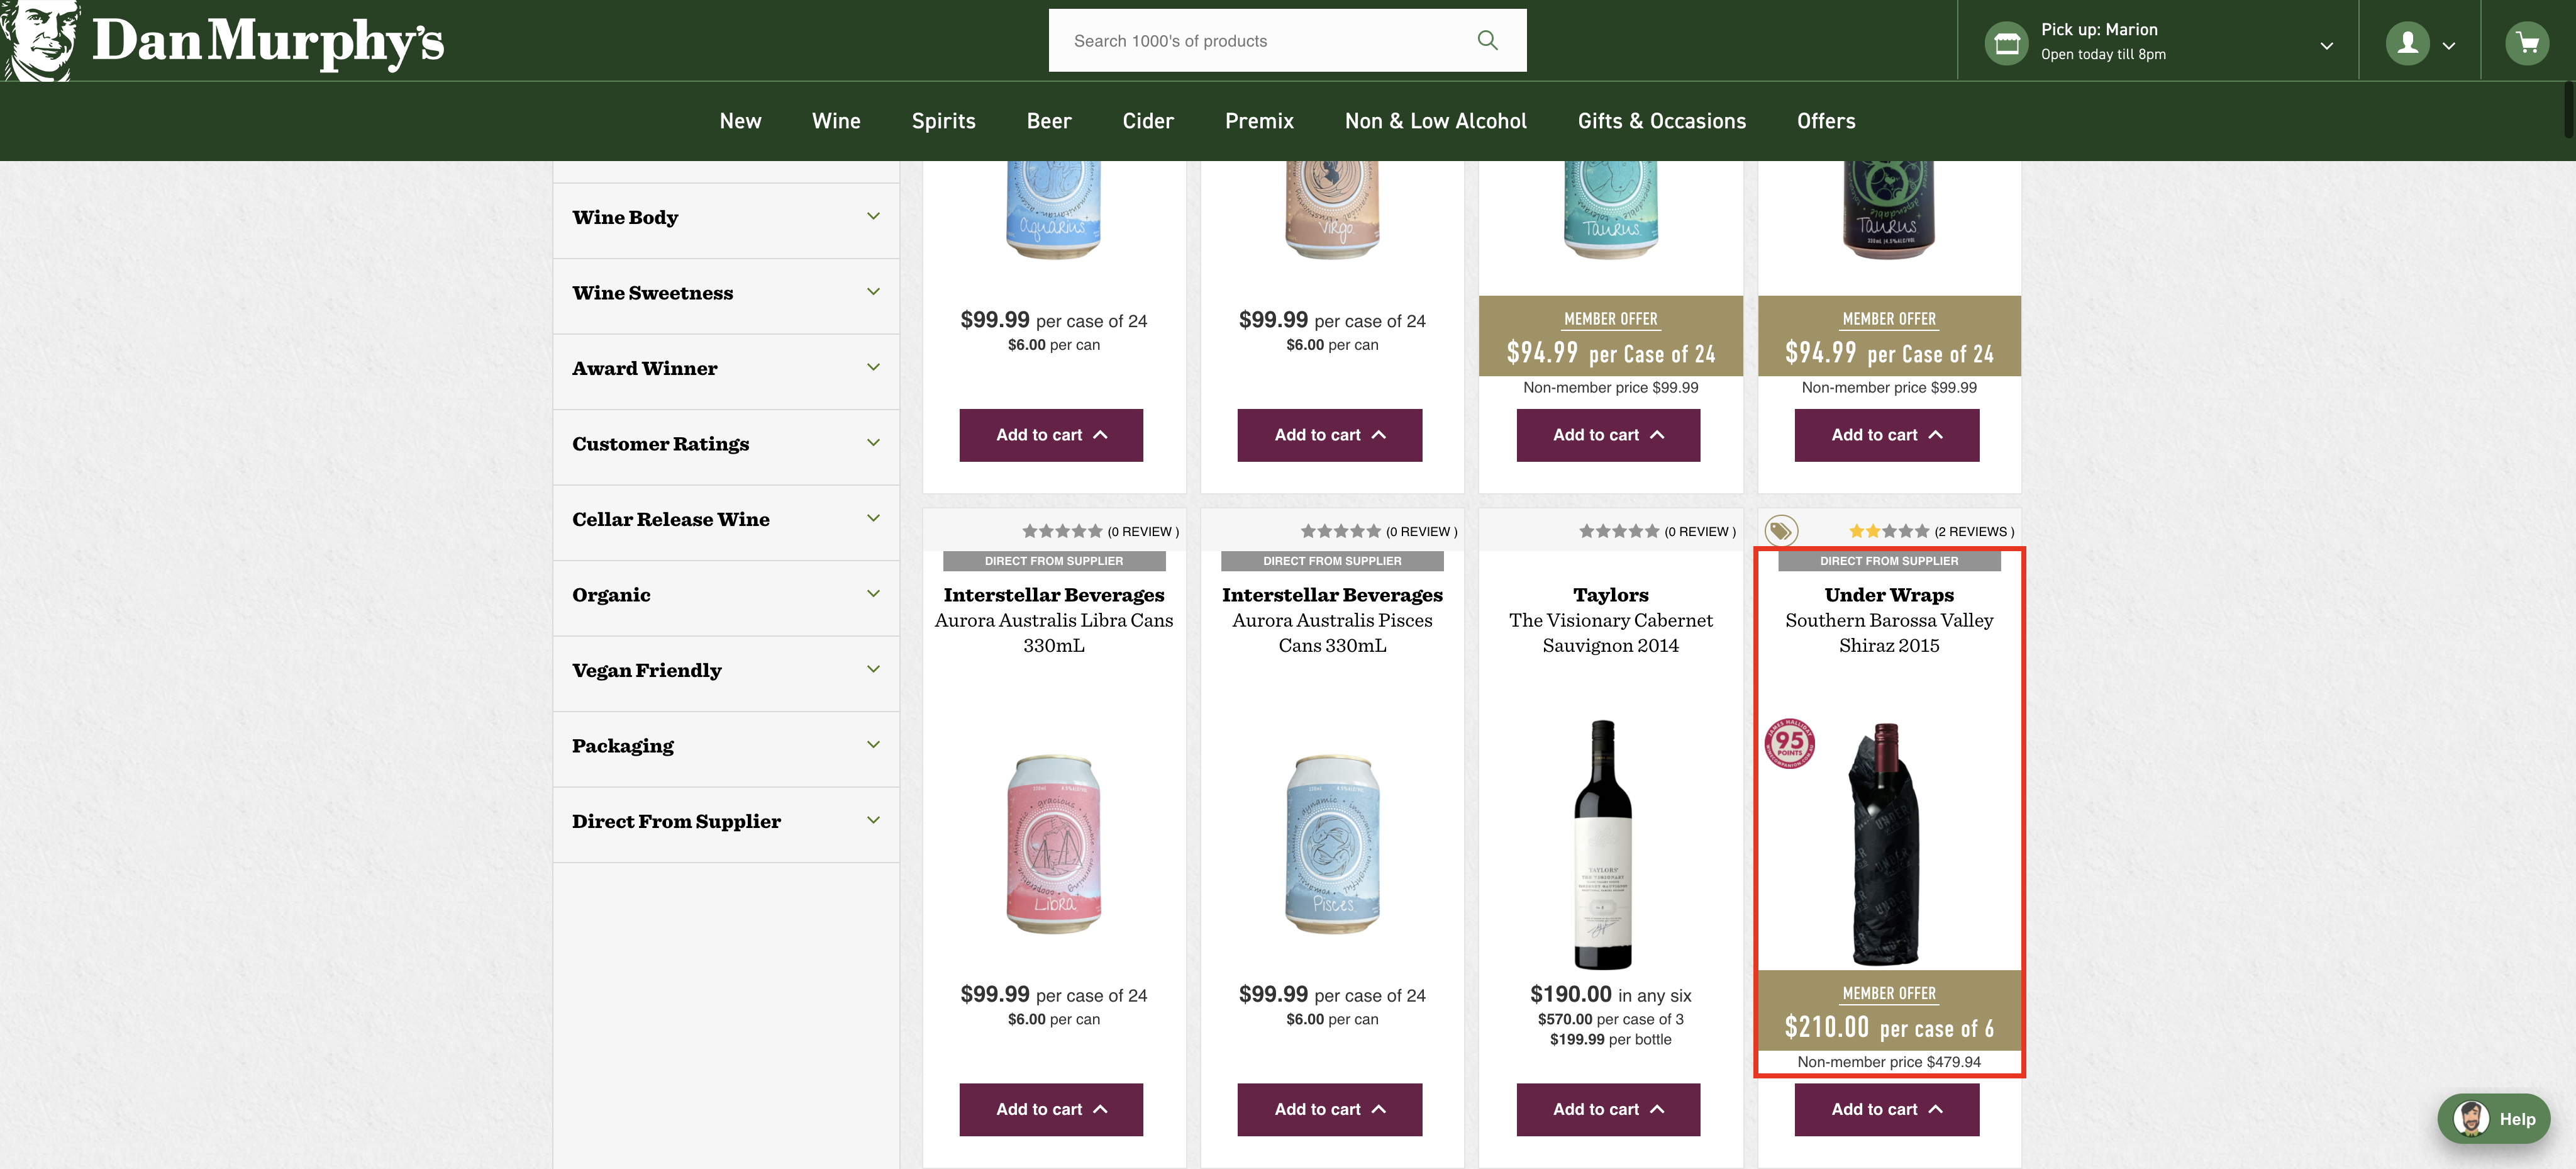 Dan Murphy's
Search 1000's of products
Pick up: Marion
Open today till 8pm
New Wine Spirits Beer Cider Premix Non & Low Alcohol Gifts & Occasions Offers
Wine Body
Wine Sweetness
Award Winner
Customer Ratings
Cellar Release Wine
Organic
Vegan Friendly
Packaging
Direct From Supplier
Aquarius
$99.99 per case of 24
$6.00 per can
Add to cart
Virgo
$99.99 per case of 24
$6.00 per can
Add to cart
Taurus
MEMBER OFFER
$94.99 per Case of 24
Non-member price $99.99
Add to cart
Taurus
MEMBER OFFER
$94.99 per Case of 24
Non-member price $99.99
Add to cart
(0 REVIEW )
DIRECT FROM SUPPLIER
Interstellar Beverages
Aurora Australis Libra Cans
330mL
gracious
Libra
$99.99 per case of 24
$6.00 per can
Add to cart
(0 REVIEW )
DIRECT FROM SUPPLIER
Interstellar Beverages
Aurora Australis Pisces
Cans 330mL
dynamic
Pisces
$99.99 per case of 24
$6.00 per can
Add to cart
(0 REVIEW )
Taylors
The Visionary Cabernet
Sauvignon 2014
TAYLORS
THE VISIONARY
$190.00 in any six
$570.00 per case of 3
$199.99 per bottle
Add to cart
(2 REVIEWS )
DIRECT FROM SUPPLIER
Under Wraps
Southern Barossa Valley
Shiraz 2015
95
POINTS
UNDER
MEMBER OFFER
$210.00 per case of 6
Non-member price $479.94
Add to cart
Help